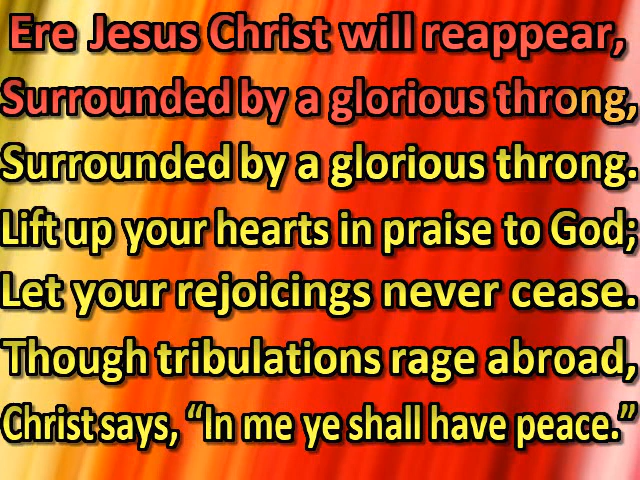 Ere Jesus Christ will reappear,
Surrounded by a glorious throng,
Surrounded by a glorious throng.
Lift up your hearts in praise to God;
Let your rejoicings never cease.
Though tribulations rage abroad,
Christ says, “In me ye shall have peace.”